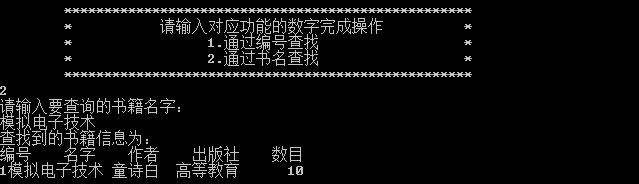 ***************************************************
* 请输入对应功能的数字完成操作 *
* 1.通过编号查找 *
* 2.通过书名查找 *
***************************************************
2
请输入要查询的书籍名字:
模拟电子技术
查找到的书籍信息为:
编号 名字 作者 出版社 数目
1模拟电子技术 童诗白 高等教育 10